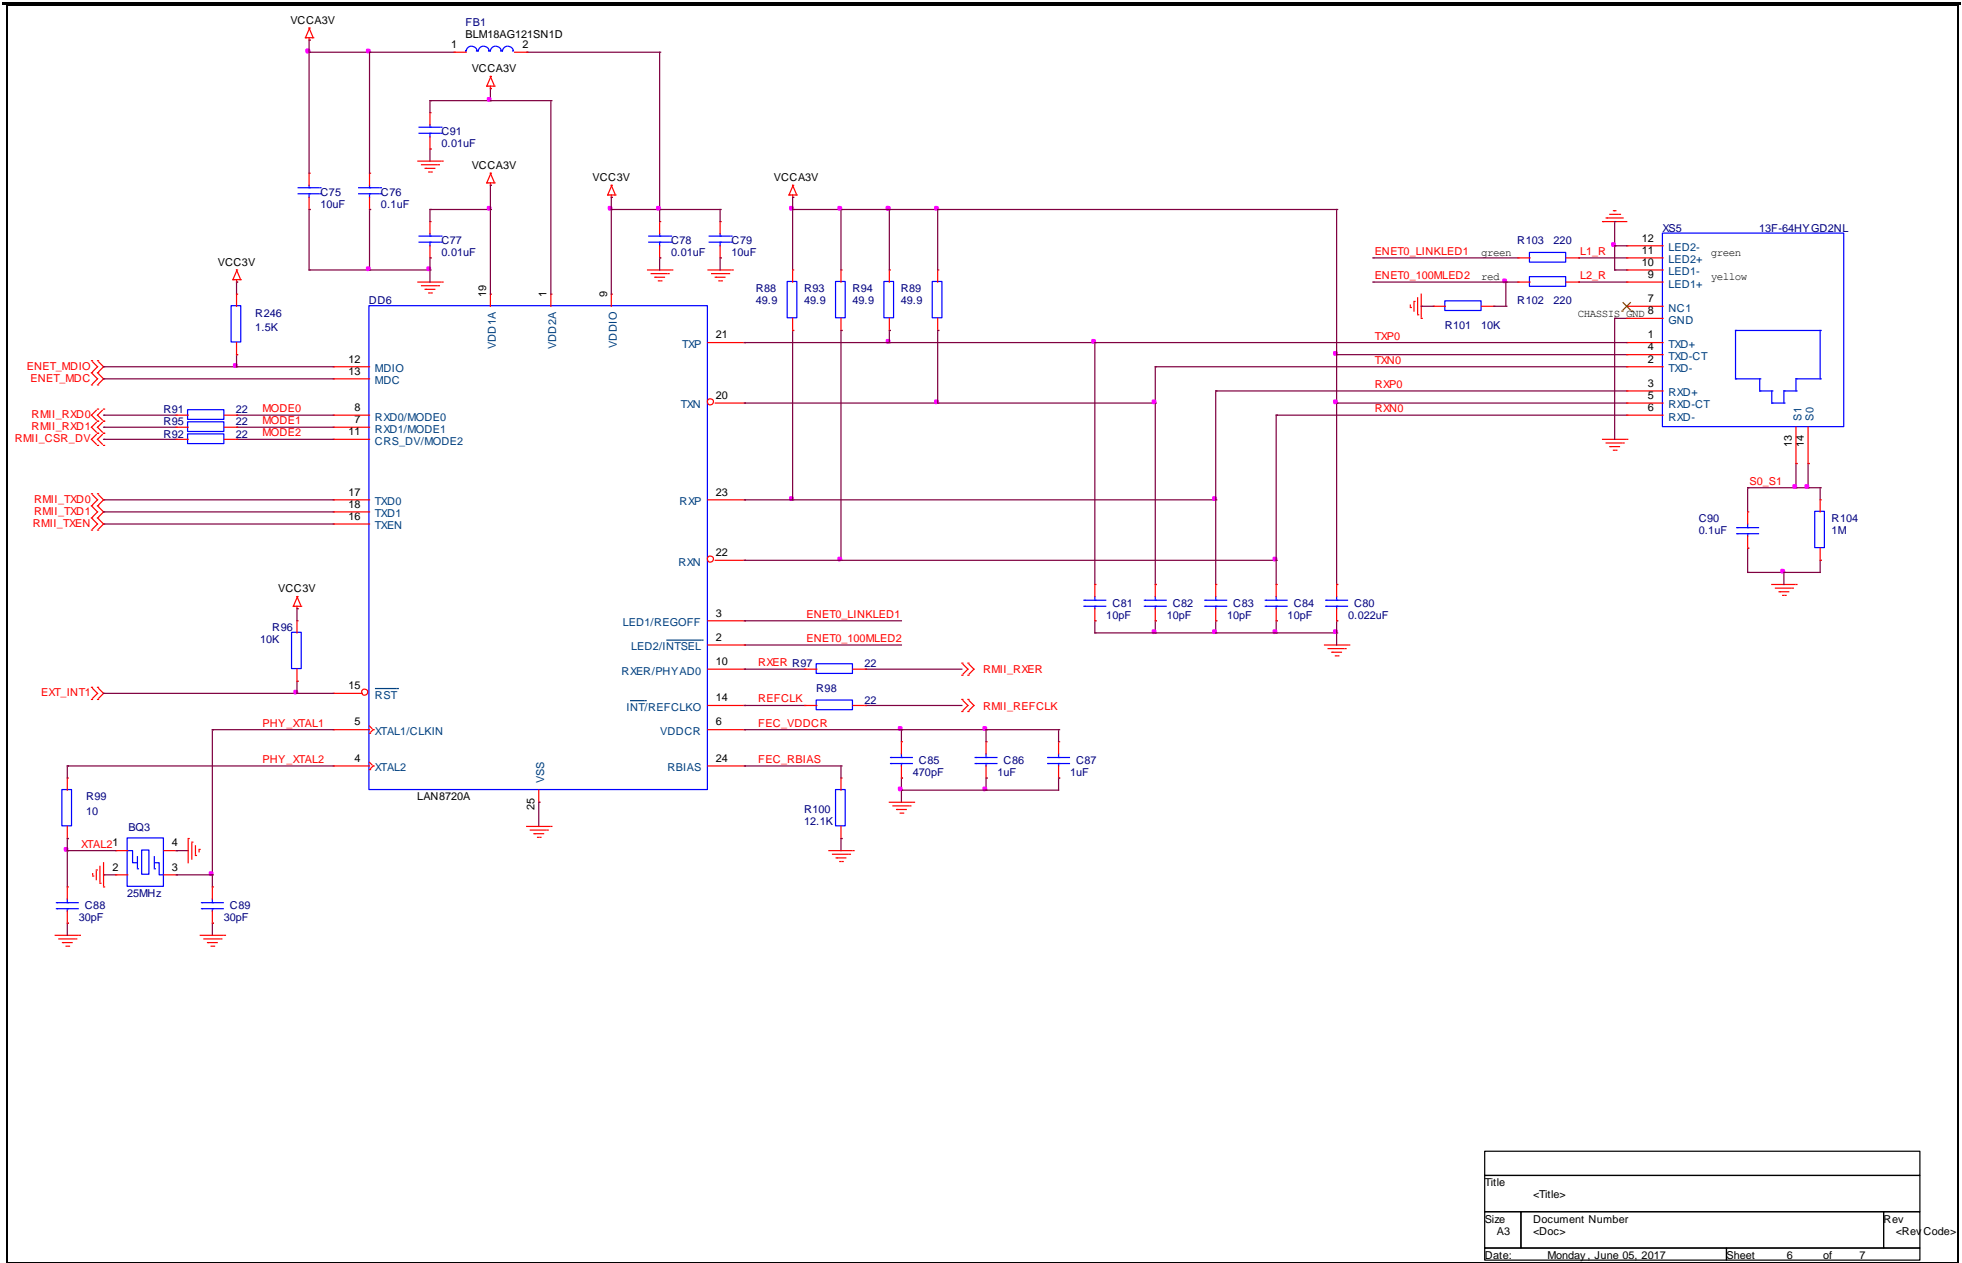 VCCA3V
FB1
BLM18AG121SN1D
1 2
VCCA3V
C91
0.01uF
VCCA3V
VCC3V
VCCA3V
C75
10uF
C76
0.1uF
C77
0.01uF
C78
0.01uF
C79
10uF
VCC3V
R246
1.5K
R88
49.9
R93
49.9
R94
49.9
R89
49.9
DD6
19
1
9
VDD1A
VDD2A
VDDIO
ENET_MDIO 12 MDIO
ENET_MDC 13 MDC
RMII_RXD0 R91 22 MODE0 8 RXD0/MODE0
RMII_RXD1 R95 22 MODE1 7 RXD1/MODE1
RMII_CSR_DV R92 22 MODE2 11 CRS_DV/MODE2
RMII_TXD0 17 TXD0
RMII_TXD1 18 TXD1
RMII_TXEN 16 TXEN
VCC3V
R96
10K
EXT_INT1 15 RST
PHY_XTAL1 5 XTAL1/CLKIN
PHY_XTAL2 4 XTAL2
VSS
25
LAN8720A
R99
10
BQ3
XTAL2 1 4
2 3
25MHz
C88
30pF
C89
30pF
TXP 21
TXN 20
RXP 23
RXN 22
LED1/REGOFF 3 ENET0_LINKLED1
LED2/INTSEL 2 ENET0_100MLED2
RXER/PHYAD0 10 RXER R97 22 RMII_RXER
INT/REFCLKO 14 REFCLK R98 22 RMII_REFCLK
VDDCR 6 FEC_VDDCR
RBIAS 24 FEC_RBIAS
C85
470pF
C86
1uF
C87
1uF
R100
12.1K
C81
10pF
C82
10pF
C83
10pF
C84
10pF
C80
0.022uF
XS5 13F-64HYGD2NL
ENET0_LINKLED1 green R103 220 L1_R
ENET0_100MLED2 red R102 220 L2_R
R101 10K
CHASSIS_GND
12 LED2-
11 LED2+ green
10 LED1-
9 LED1+ yellow
7 NC1
8 GND
TXP0 1 TXD+
4 TXD-CT
TXN0 2 TXD-
RXP0 3 RXD+
5 RXD-CT
RXN0 6 RXD-
S1 S0
13 14
S0_S1
C90
0.1uF
R104
1M
Title
<Title>
Size Document Number Rev
A3 <Doc> <RevCode>
Date: Monday, June 05, 2017 Sheet 6 of 7